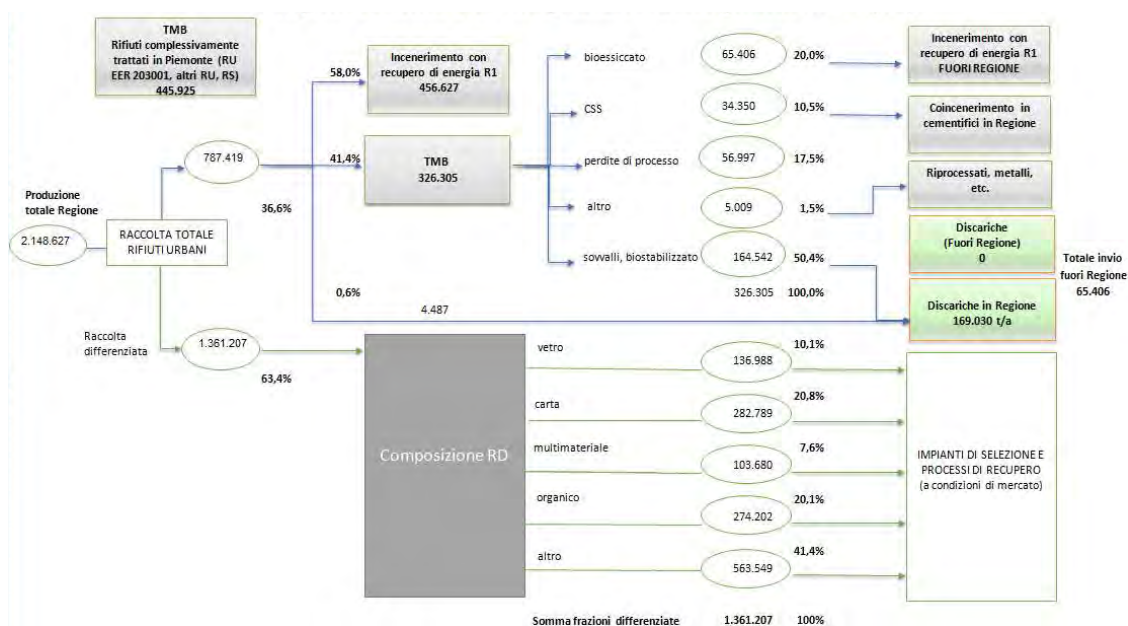 TMB
Rifiuti complessivamente
trattati in Piemonte (RU
EER 203001, altri RU, RS)
445.925
Incenerimento con
recupero di energia R1
456.627
58,0%
bioessiccato
65.406
20,0%
Incenerimento con
recupero di energia R1
FUORI REGIONE
CSS
34.350
10,5%
Coincenerimento in
cementifici in Regione
787.419
41,4%
TMB
326.305
perdite di processo
56.997
17,5%
Riprocessati, metalli,
etc.
36,6%
altro
5.009
1,5%
Produzione
totale Regione
2.148.627
RACCOLTA TOTALE
RIFIUTI URBANI
sovvalli, biostabilizzato
164.542
50,4%
Discariche
(Fuori Regione)
0
Totale invio
fuori Regione
65.406
0,6%
4.487
326.305
100,0%
Discariche in Regione
169.030 t/a
Raccolta
differenziata
1.361.207
63,4%
Composizione RD
vetro
136.988
10,1%
carta
282.789
20,8%
multimateriale
103.680
7,6%
organico
274.202
20,1%
altro
563.549
41,4%
IMPIANTI DI SELEZIONE E
PROCESSI DI RECUPERO
(a condizioni di mercato)
Somma frazioni differenziate
1.361.207
100%